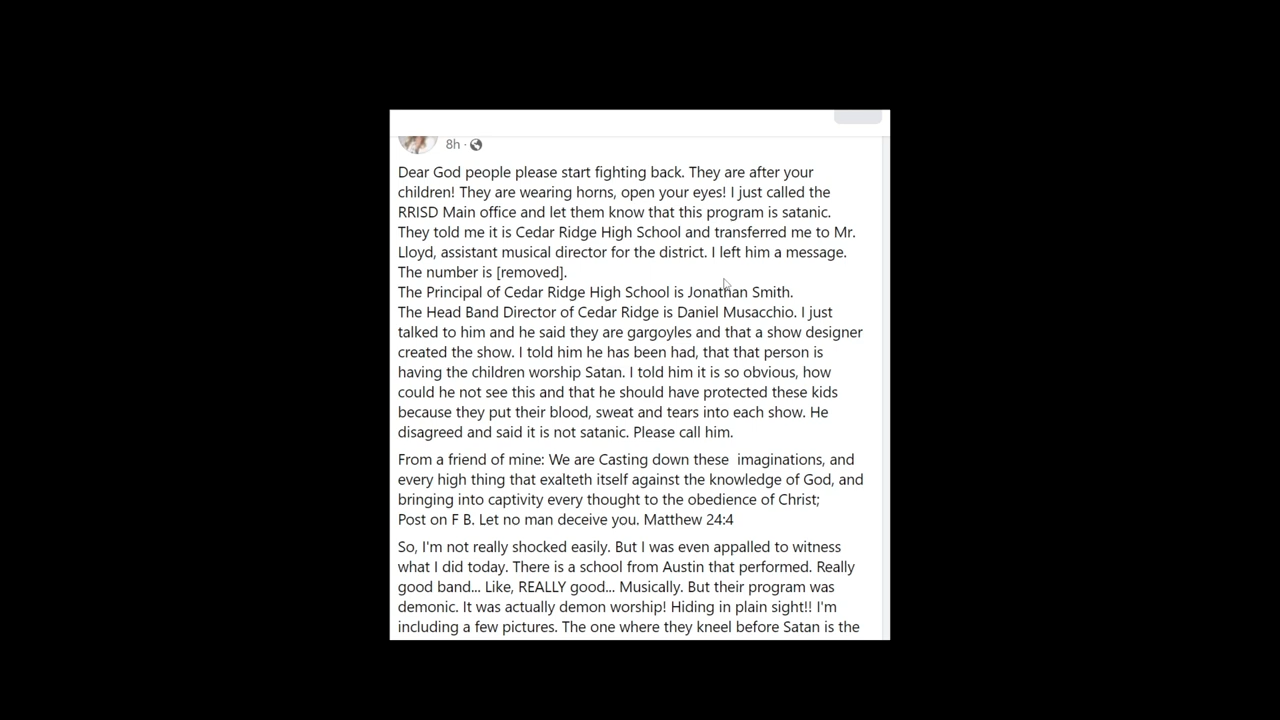 8h ·
Dear God people please start fighting back. They are after your
children! They are wearing horns, open your eyes! I just called the
RRISD Main office and let them know that this program is satanic.
They told me it is Cedar Ridge High School and transferred me to Mr.
Lloyd, assistant musical director for the district. I left him a message.
The number is [removed].
The Principal of Cedar Ridge High School is Jonathan Smith.
The Head Band Director of Cedar Ridge is Daniel Musacchio. I just
talked to him and he said they are gargoyles and that a show designer
created the show. I told him he has been had, that that person is
having the children worship Satan. I told him it is so obvious, how
could he not see this and that he should have protected these kids
because they put their blood, sweat and tears into each show. He
disagreed and said it is not satanic. Please call him.
From a friend of mine: We are Casting down these  imaginations, and
every high thing that exalteth itself against the knowledge of God, and
bringing into captivity every thought to the obedience of Christ;
Post on F B. Let no man deceive you. Matthew 24:4
So, I'm not really shocked easily. But I was even appalled to witness
what I did today. There is a school from Austin that performed. Really
good band... Like, REALLY good... Musically. But their program was
demonic. It was actually demon worship! Hiding in plain sight!! I'm
including a few pictures. The one where they kneel before Satan is the